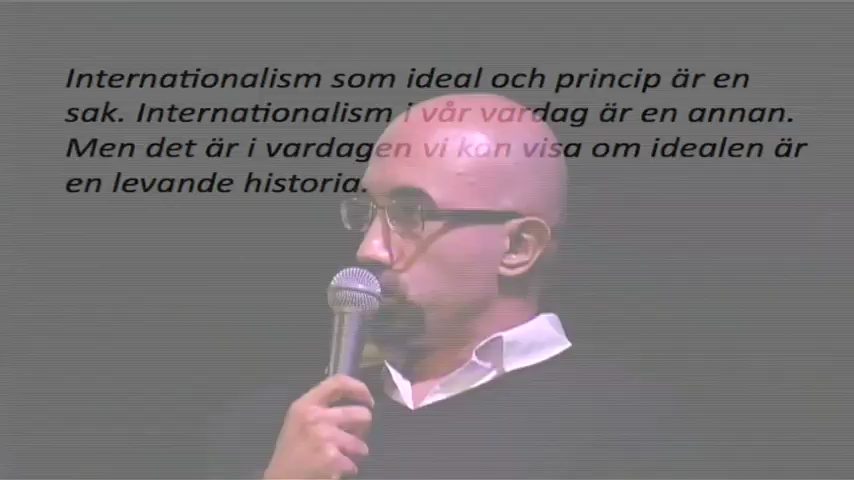 Internationalism som ideal och princip är en
sak. Internationalism i vår vardag är en annan.
Men det är i vardagen vi kan visa om idealen är
en levande historia.